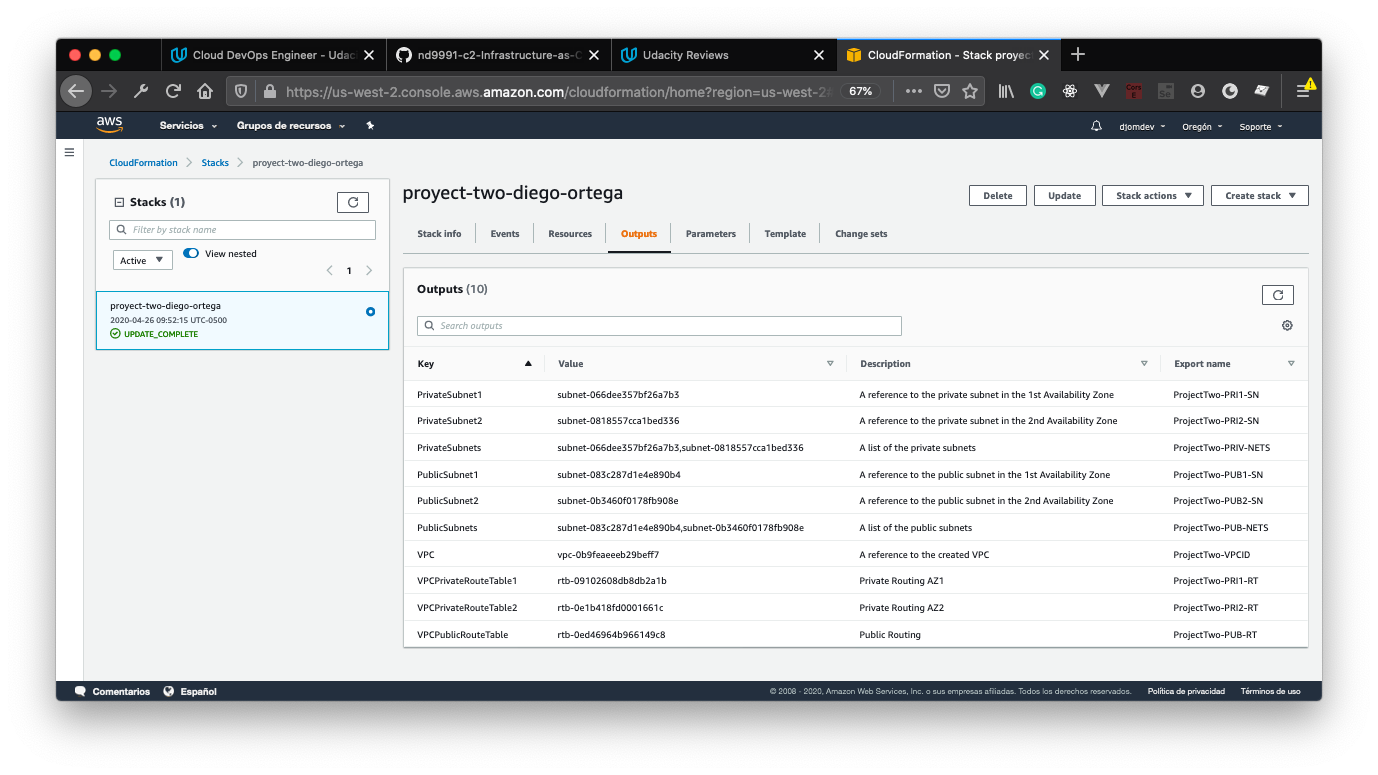 Cloud DevOps Engineer - Udac
nd9991-c2-Infrastructure-as-C
Udacity Reviews
CloudFormation - Stack proyec
https://us-west-2.console.aws.amazon.com/cloudformation/home?region=us-west-2#
67%
aws
Servicios
Grupos de recursos
djomdev
Oregón
Soporte
CloudFormation
Stacks
proyect-two-diego-ortega
Stacks (1)
Filter by stack name
Active
View nested
1
proyect-two-diego-ortega
2020-04-26 09:52:15 UTC-0500
UPDATE_COMPLETE
proyect-two-diego-ortega
Delete
Update
Stack actions
Create stack
Stack info
Events
Resources
Outputs
Parameters
Template
Change sets
Outputs (10)
Search outputs
Key Value Description Export name
PrivateSubnet1 subnet-066dee357bf26a7b3 A reference to the private subnet in the 1st Availability Zone ProjectTwo-PRI1-SN
PrivateSubnet2 subnet-0818557cca1bed336 A reference to the private subnet in the 2nd Availability Zone ProjectTwo-PRI2-SN
PrivateSubnets subnet-066dee357bf26a7b3,subnet-0818557cca1bed336 A list of the private subnets ProjectTwo-PRIV-NETS
PublicSubnet1 subnet-083c287d1e4e890b4 A reference to the public subnet in the 1st Availability Zone ProjectTwo-PUB1-SN
PublicSubnet2 subnet-0b3460f0178fb908e A reference to the public subnet in the 2nd Availability Zone ProjectTwo-PUB2-SN
PublicSubnets subnet-083c287d1e4e890b4,subnet-0b3460f0178fb908e A list of the public subnets ProjectTwo-PUB-NETS
VPC vpc-0b9feaeeeb29beff7 A reference to the created VPC ProjectTwo-VPCID
VPCPrivateRouteTable1 rtb-09102608db8db2a1b Private Routing AZ1 ProjectTwo-PRI1-RT
VPCPrivateRouteTable2 rtb-0e1b418fd0001661c Private Routing AZ2 ProjectTwo-PRI2-RT
VPCPublicRouteTable rtb-0ed46964b966149c8 Public Routing ProjectTwo-PUB-RT
Comentarios
Español
© 2008 - 2020, Amazon Web Services, Inc. o sus empresas afiliadas. Todos los derechos reservados.
Política de privacidad
Términos de uso